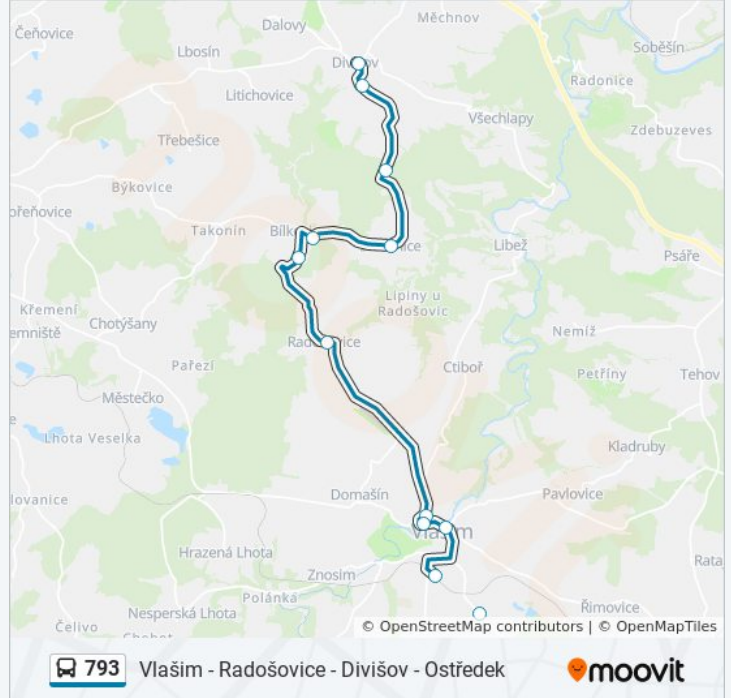 Měchnov
Dalovy
Čeňovice
Lbosín
Soběšín
Radonice
Litichovice
Všechlapy
Zdebuzeves
Třebešice
Býkovice
Takonín
Libež
Psáře
Lipiny u
Radošovic
Křemení
Chotýšany
Nemíž
Pařezí
Ctiboř
Petříny
Tehov
Městečko
Lhota Veselka
Kladruby
Domašín
Pavlovice
Vlašim
Hrazená Lhota
Znosim
Polánka
Nesperská Lhota
Římovice
Čelivo
© OpenStreetMap contributors | © OpenMapTiles
793 Vlašim - Radošovice - Divišov - Ostředek
moovit